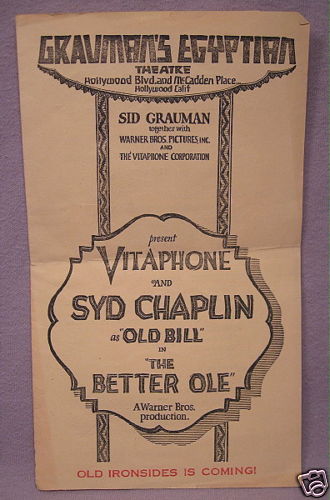 GRAUMAN'S EGYPTIAN
THEATRE
Hollywood Blvd. and McCadden Place
Hollywood Calif
SID GRAUMAN
together with
WARNER BROS. PICTURES INC.
AND
THE VITAPHONE CORPORATION
present
VITAPHONE
AND
SYD CHAPLIN
as "OLD BILL"
IN
"THE
BETTER OLE"
A Warner Bros.
production.
OLD IRONSIDES IS COMING!